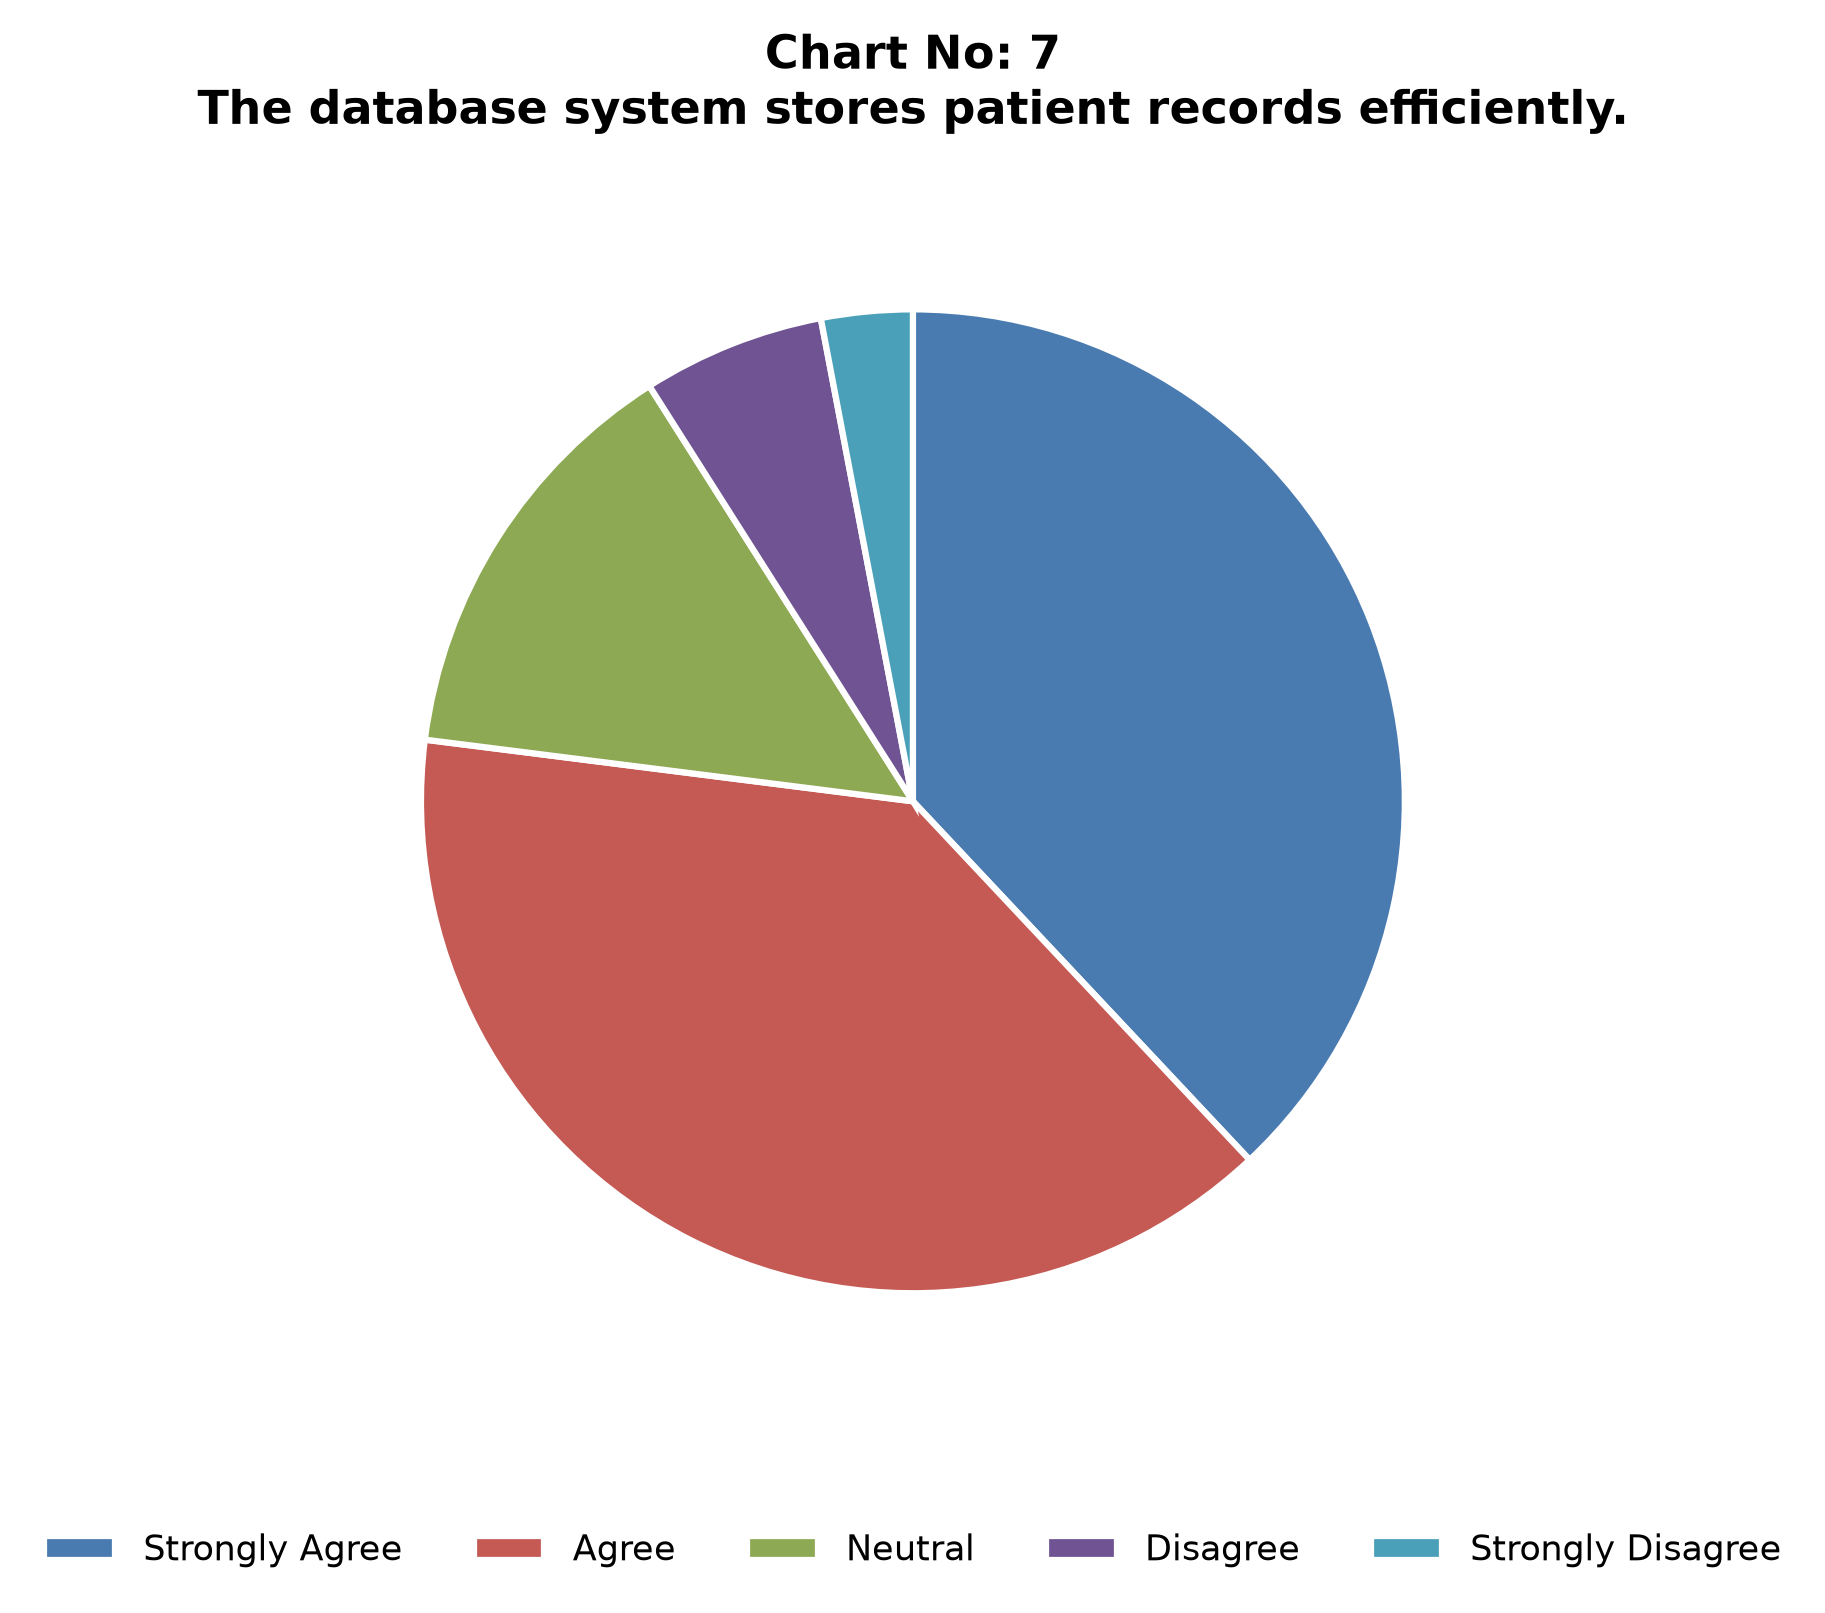 Chart No: 7
The database system stores patient records efficiently.
Strongly Agree
Agree
Neutral
Disagree
Strongly Disagree